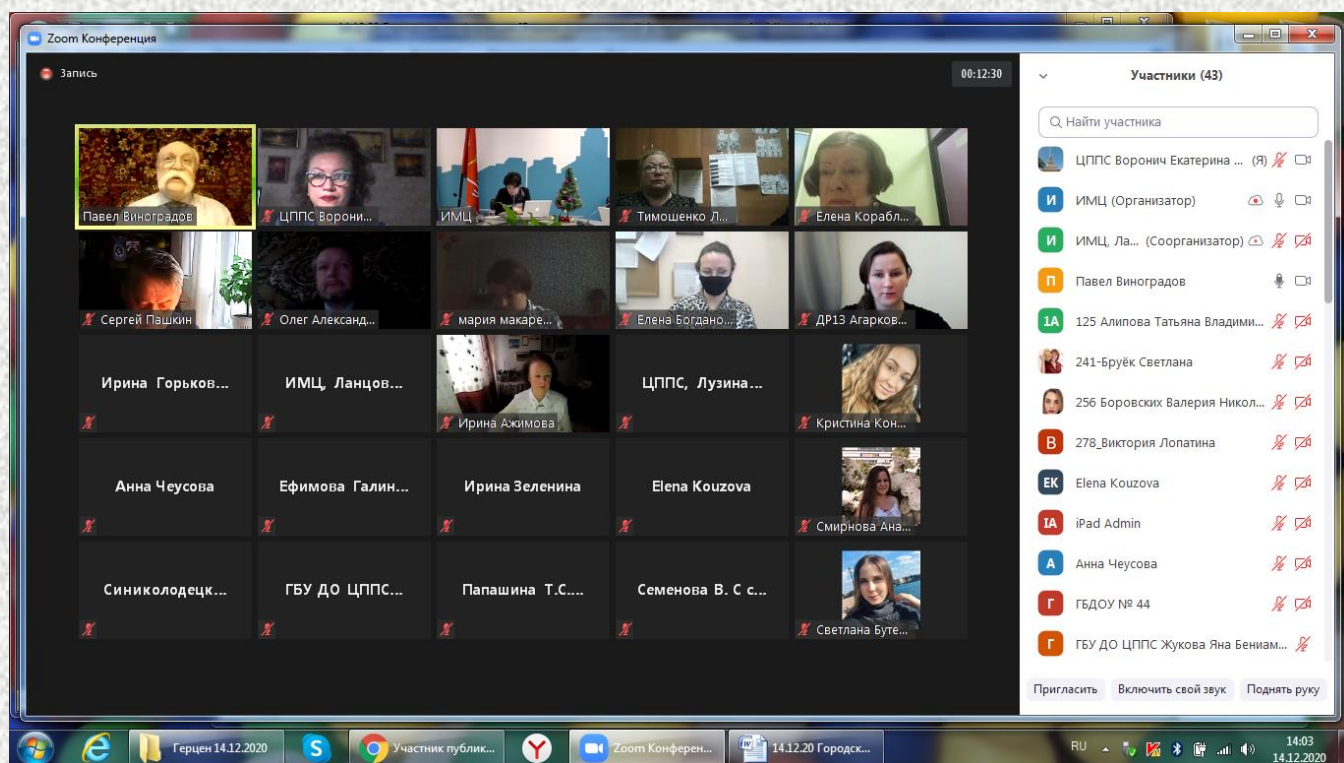 Zoom Конференция
Запись
00:12:30
Павел Виноградов
ЦППС Ворони...
ИМЦ
Тимошенко Л...
Елена Корабл...
Сергей Пашкин
Олег Александ...
мария макаре...
Елена Богдано...
ДР13 Агарков...
Ирина Горьков...
ИМЦ, Ланцов...
Ирина Ажимова
ЦППС, Лузина...
Кристина Кон...
Анна Чеусова
Ефимова Галин...
Ирина Зеленина
Elena Kouzova
Смирнова Ана...
Синиколодецк...
ГБУ ДО ЦППС...
Папашина Т.С....
Семенова В. С с...
Светлана Буте...
Участники (43)
Найти участника
ЦППС Воронич Екатерина ... (Я)
И ИМЦ (Организатор)
И ИМЦ, Ла... (Соорганизатор)
П Павел Виноградов
1А 125 Алипова Татьяна Владими...
241-Бруёк Светлана
256 Боровских Валерия Никол...
В 278_Виктория Лопатина
EK Elena Kouzova
IA iPad Admin
А Анна Чеусова
Г ГБДОУ № 44
Г ГБУ ДО ЦППС Жукова Яна Бениам...
Пригласить Включить свой звук Поднять руку
Герцен 14.12.2020
Участник публик...
Zoom Конферен...
14.12.20 Городск...
RU
14:03
14.12.2020